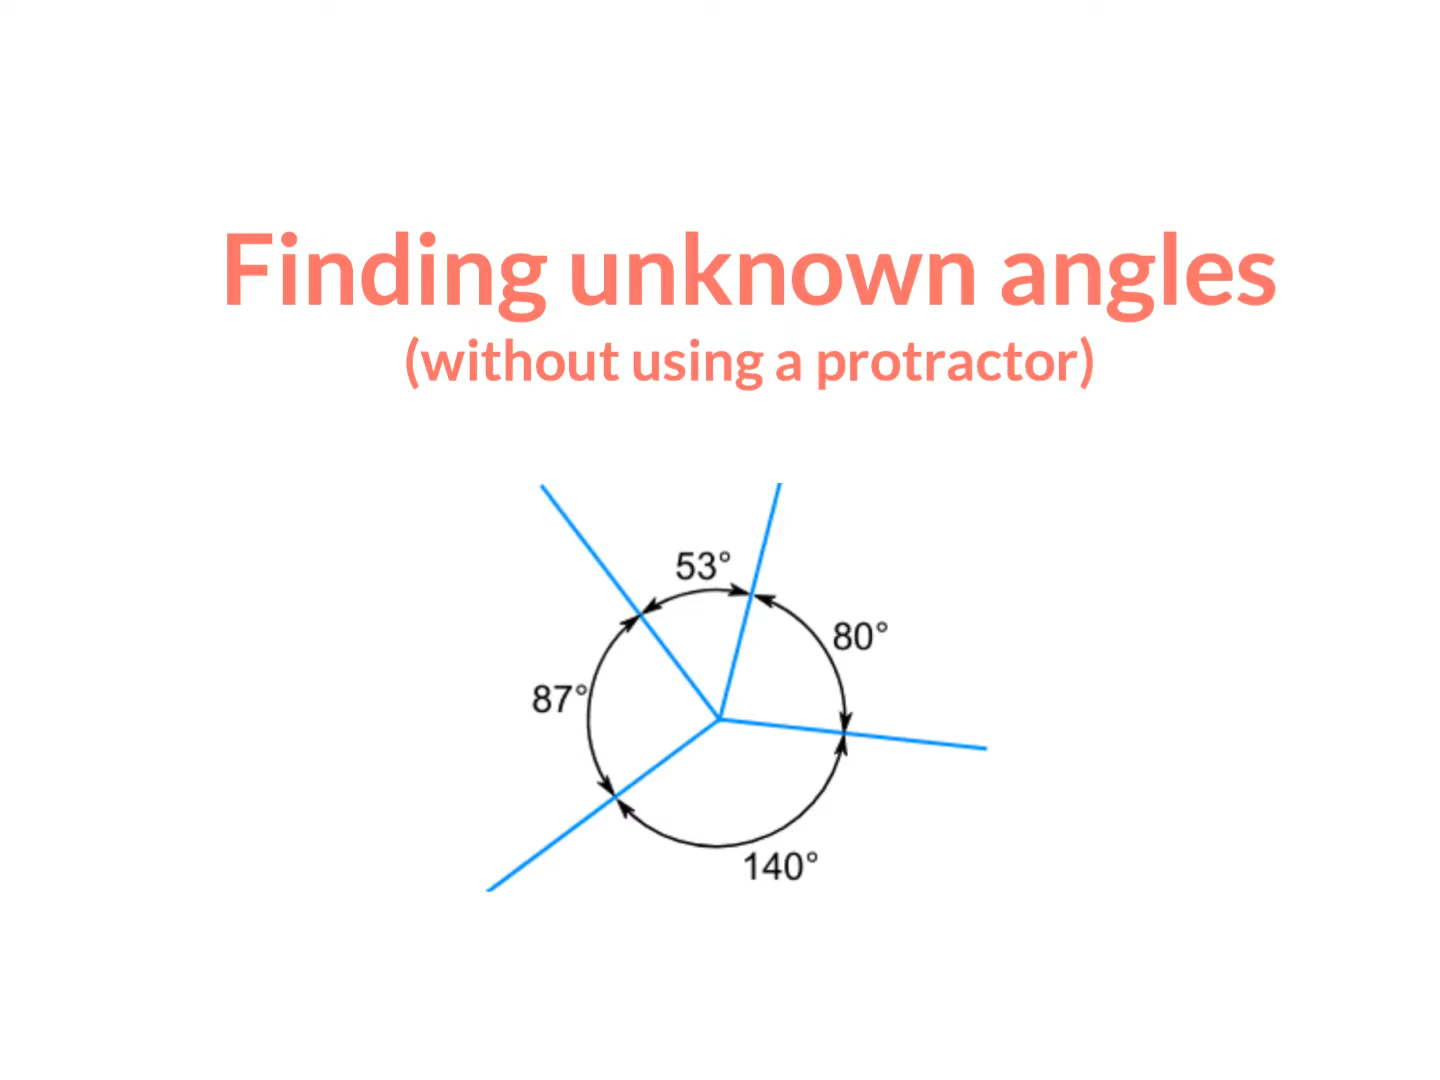 Finding unknown angles
(without using a protractor)
53°
80°
87°
140°